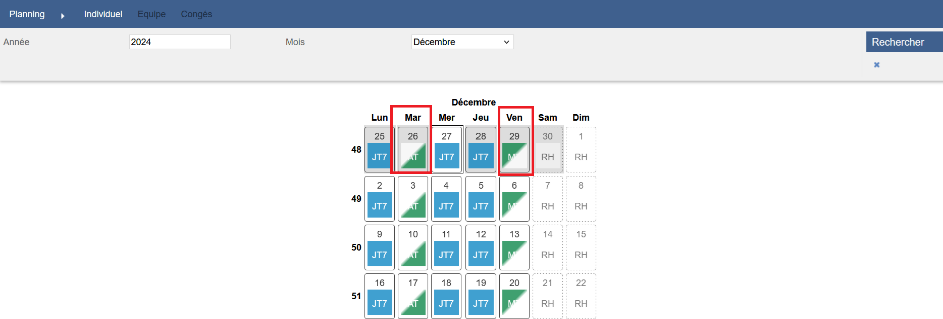 Planning Individuel Equipe Congés
Année 2024 Mois Décembre Rechercher
Décembre
Lun Mar Mer Jeu Ven Sam Dim
25 26 27 28 29 30 1
48 JT7 AT JT7 JT7 M RH RH
2 3 4 5 6 7 8
49 JT7 AT JT7 JT7 M RH RH
9 10 11 12 13 14 15
50 JT7 AT JT7 JT7 M RH RH
16 17 18 19 20 21 22
51 JT7 AT JT7 JT7 M RH RH